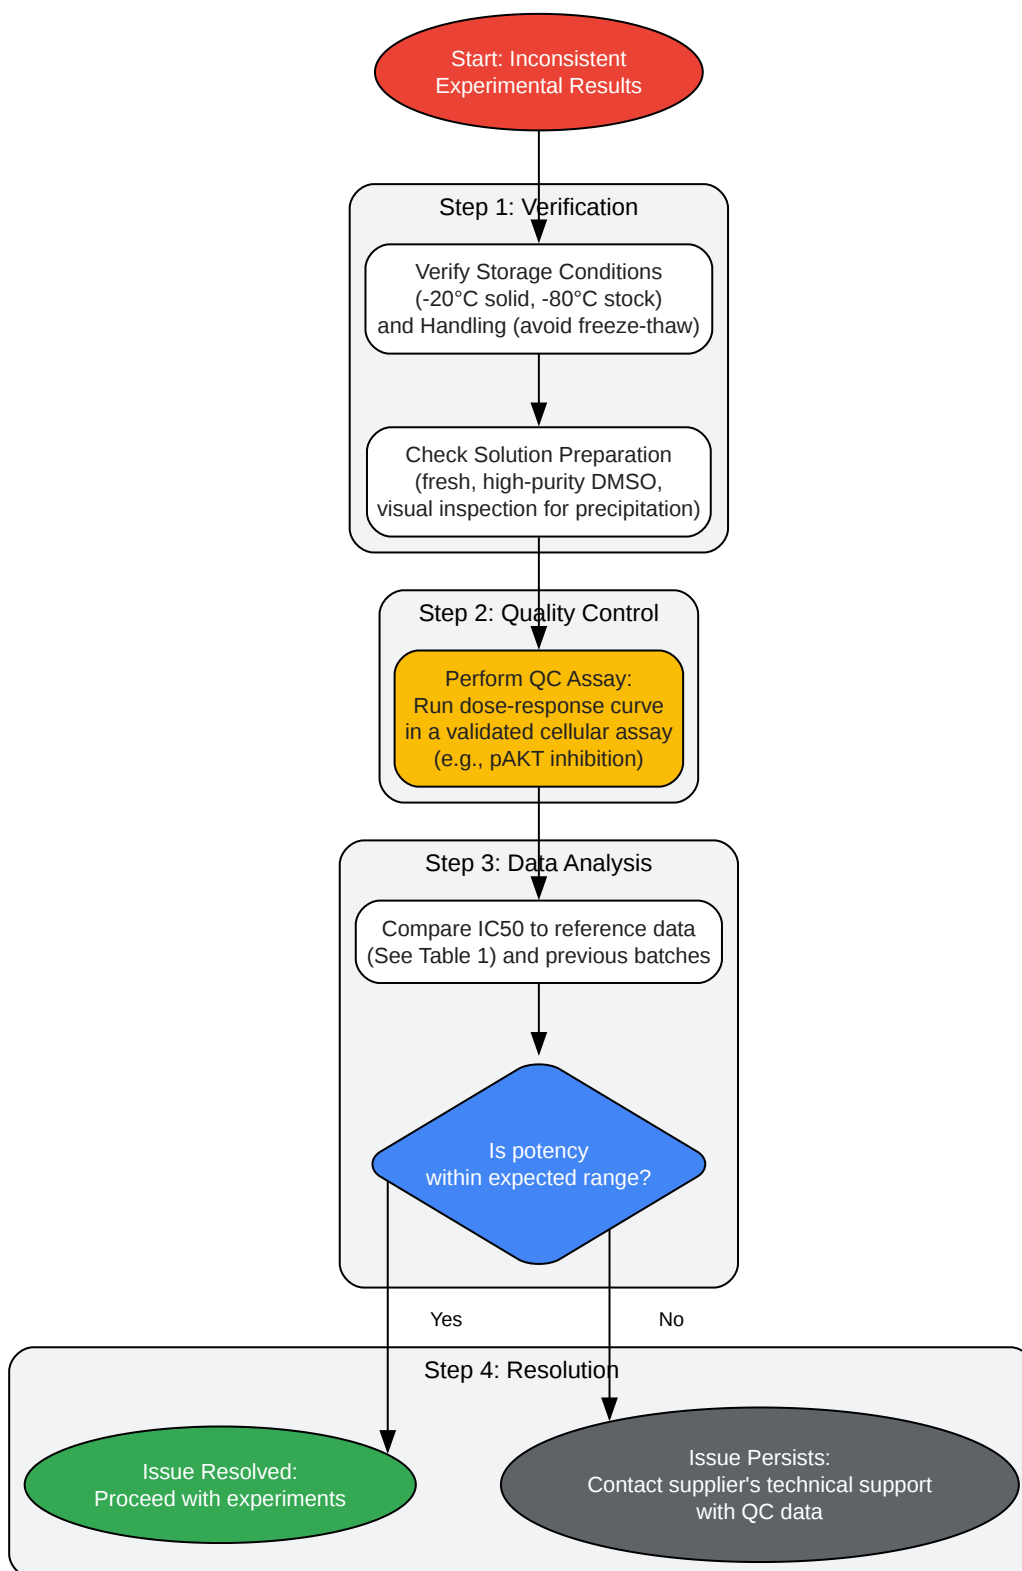 Start: Inconsistent
Experimental Results
Step 1: Verification
Verify Storage Conditions
(-20°C solid, -80°C stock)
and Handling (avoid freeze-thaw)
Check Solution Preparation
(fresh, high-purity DMSO,
visual inspection for precipitation)
Step 2: Quality Control
Perform QC Assay:
Run dose-response curve
in a validated cellular assay
(e.g., pAKT inhibition)
Step 3: Data Analysis
Compare IC50 to reference data
(See Table 1) and previous batches
Is potency
within expected range?
Yes
No
Step 4: Resolution
Issue Resolved:
Proceed with experiments
Issue Persists:
Contact supplier's technical support
with QC data